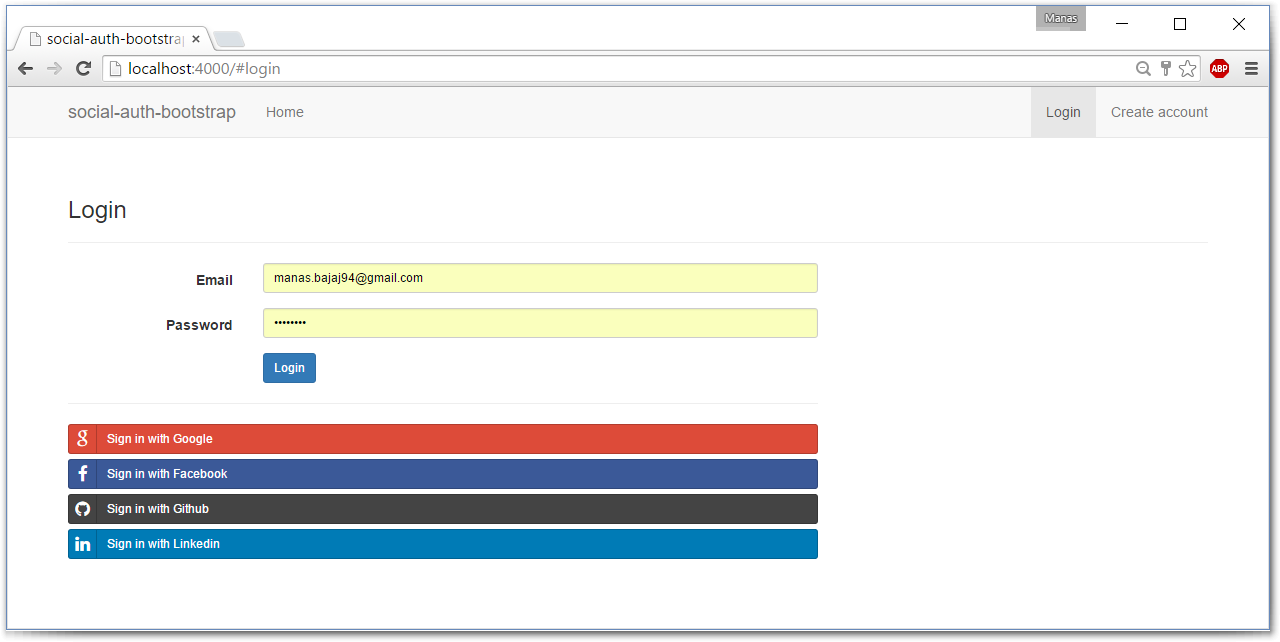 Manas
social-auth-bootstra
localhost:4000/#login
ABP
social-auth-bootstrap Home Login Create account
Login
Email manas.bajaj94@gmail.com
Password ••••••••
Login
Sign in with Google
Sign in with Facebook
Sign in with Github
Sign in with Linkedin